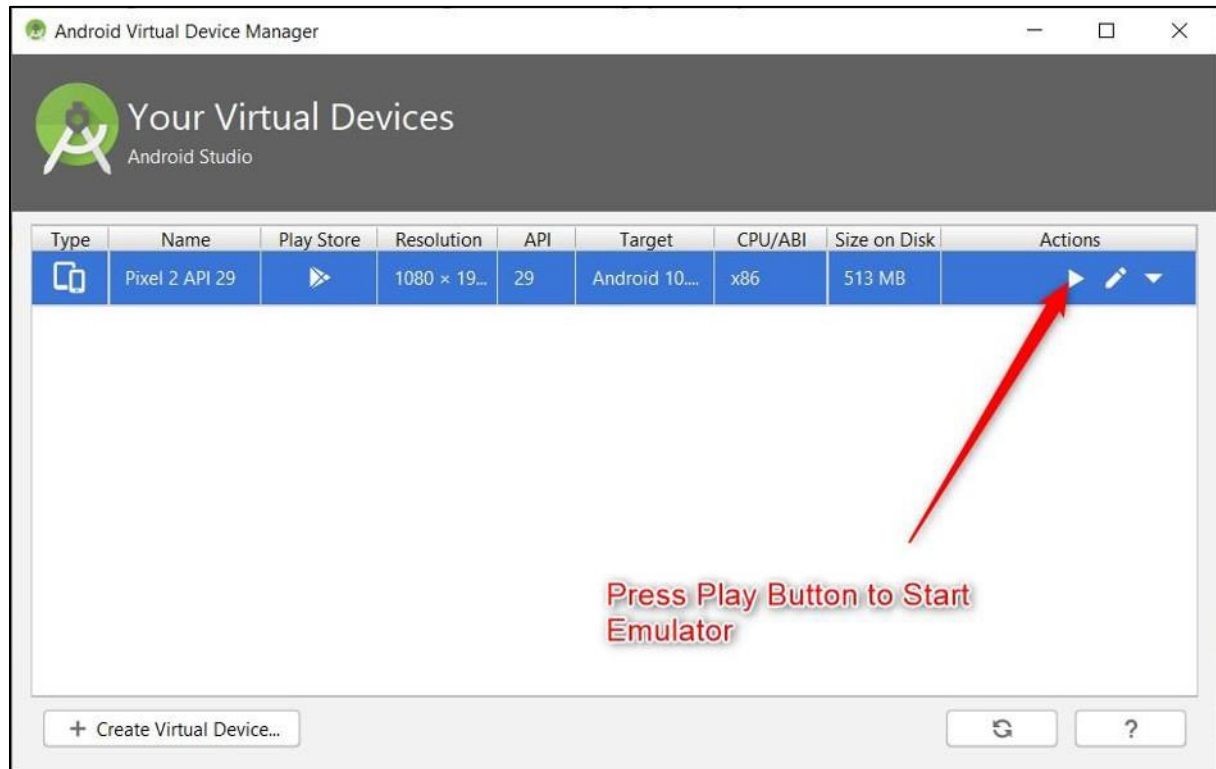 Android Virtual Device Manager
Your Virtual Devices
Android Studio
Type Name Play Store Resolution API Target CPU/ABI Size on Disk Actions
Pixel 2 API 29 1080 × 19... 29 Android 10.... x86 513 MB
Press Play Button to Start
Emulator
+ Create Virtual Device... ?